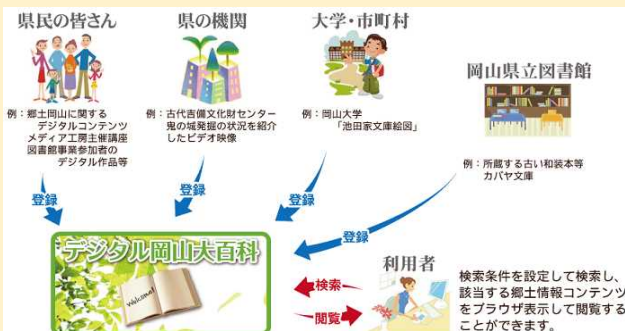 県民の皆さん
県の機関
大学・市町村
岡山県立図書館
例：郷土岡山に関する
デジタルコンテンツ
メディア工房主催講座
図書館事業参加者の
デジタル作品等
例：古代吉備文化財センター
鬼の城発掘の状況を紹介
したビデオ映像
例：岡山大学
「池田家文庫絵図」
例：所蔵する古い和装本等
カバヤ文庫
登録
登録
登録
登録
デジタル岡山大百科
Welcome!
検索
閲覧
利用者
検索条件を設定して検索し、
該当する郷土情報コンテンツ
をブラウザ表示して閲覧する
ことができます。